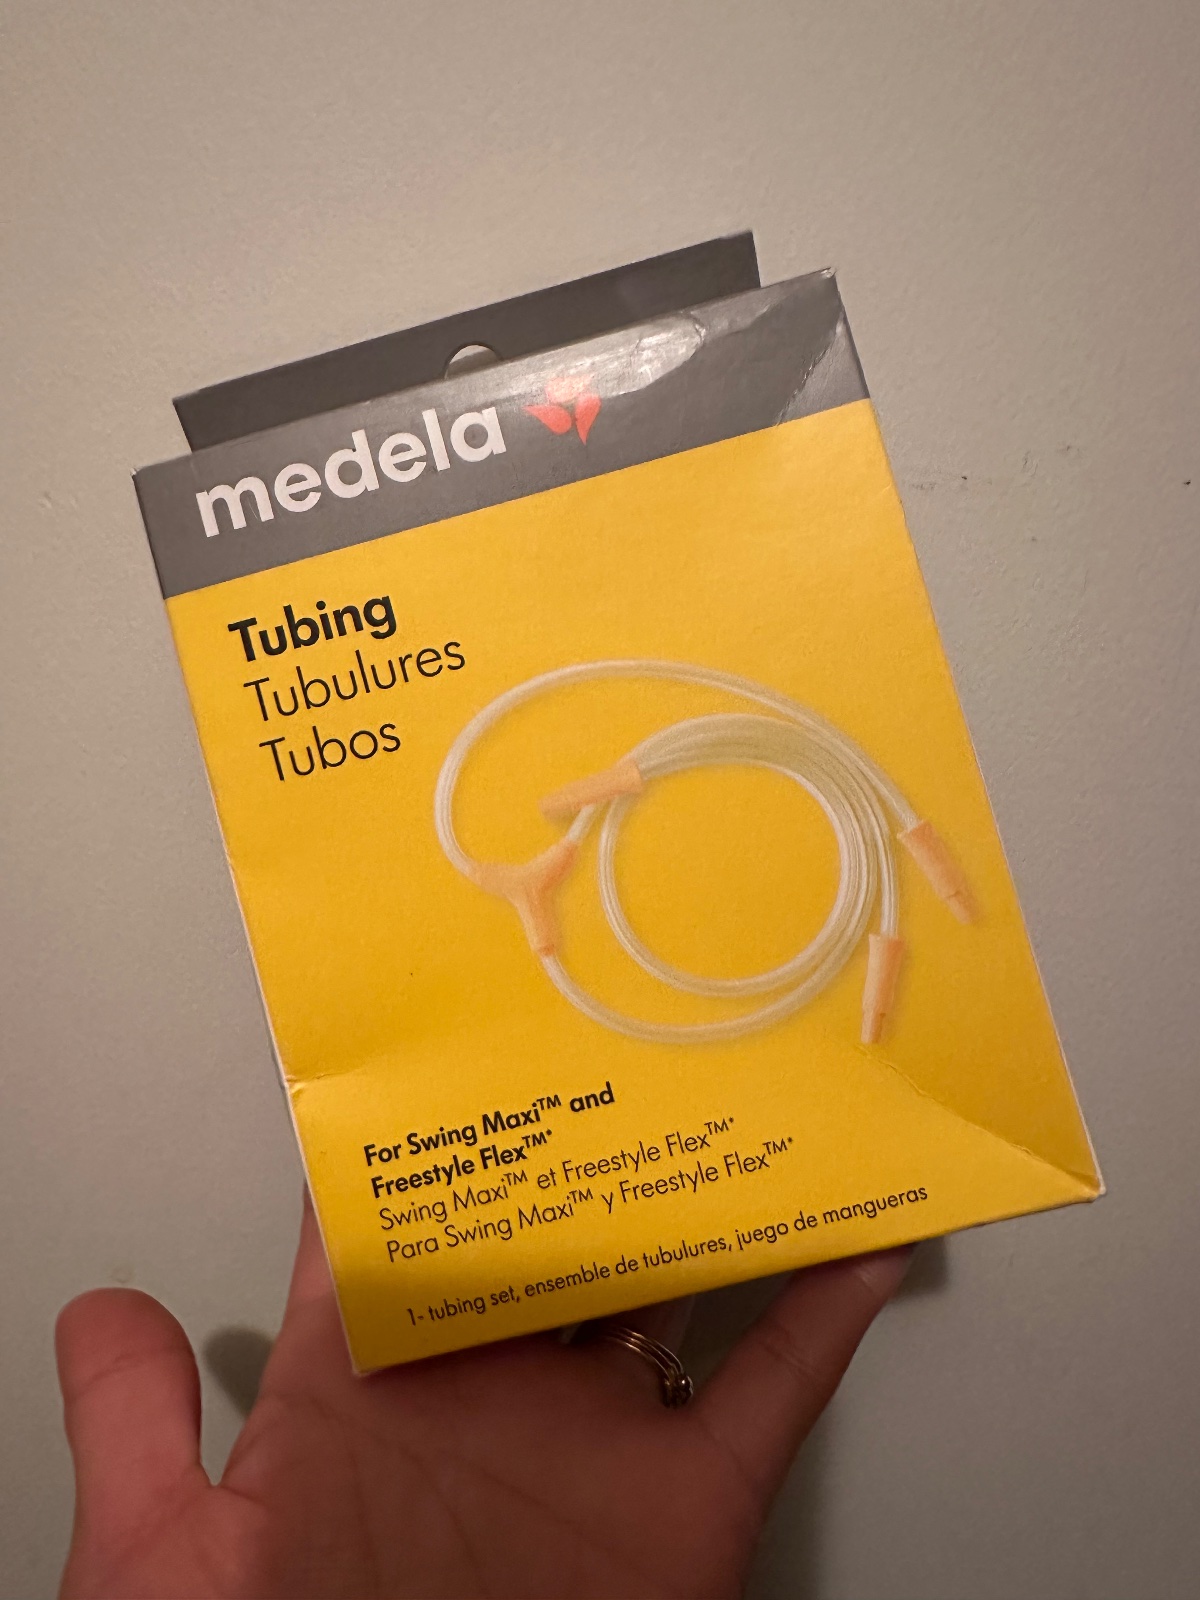 medela
Tubing
Tubulures
Tubos
For Swing Maxi™ and
Freestyle Flex™*
Swing Maxi™ et Freestyle Flex™*
Para Swing Maxi™ y Freestyle Flex™*
1- tubing set, ensemble de tubulures, juego de mangueras